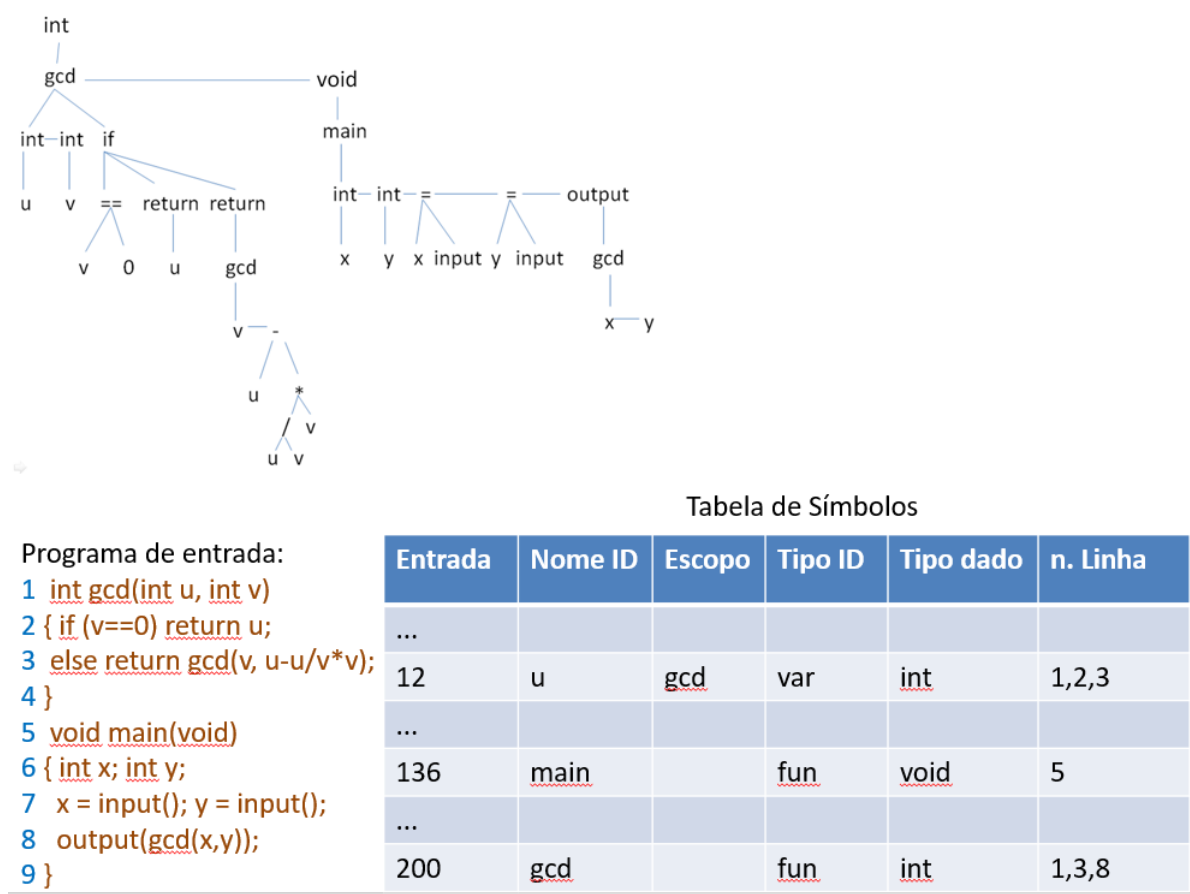 int
gcd void
int int if main
u v == return return int int = = output
v 0 u gcd x y x input y input gcd
v - x y
u *
/ v
u v
Tabela de Símbolos
Programa de entrada:
1 int gcd(int u, int v)
2 { if (v==0) return u;
3 else return gcd(v, u-u/v*v);
4 }
5 void main(void)
6 { int x; int y;
7 x = input(); y = input();
8 output(gcd(x,y));
9 }
Entrada Nome ID Escopo Tipo ID Tipo dado n. Linha
...
12 u gcd var int 1,2,3
...
136 main fun void 5
...
200 gcd fun int 1,3,8